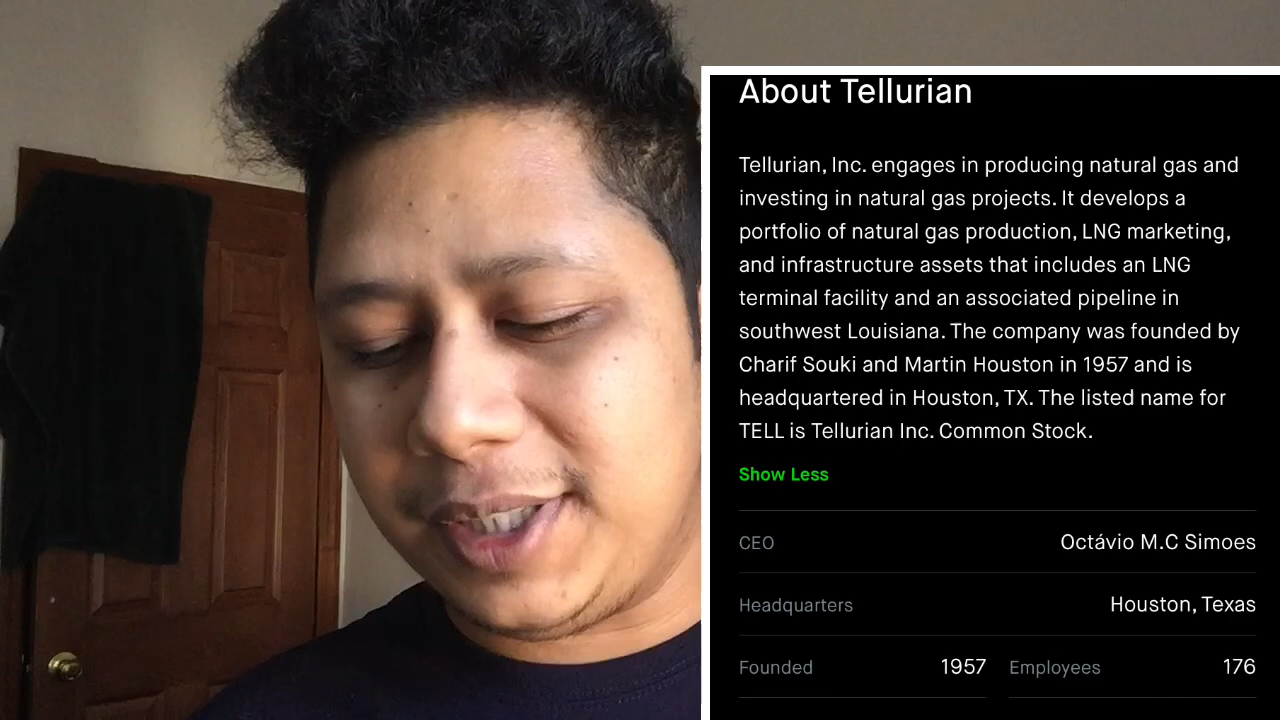 About Tellurian
Tellurian, Inc. engages in producing natural gas and
investing in natural gas projects. It develops a
portfolio of natural gas production, LNG marketing,
and infrastructure assets that includes an LNG
terminal facility and an associated pipeline in
southwest Louisiana. The company was founded by
Charif Souki and Martin Houston in 1957 and is
headquartered in Houston, TX. The listed name for
TELL is Tellurian Inc. Common Stock.
Show Less
CEO Octávio M.C Simoes
Headquarters Houston, Texas
Founded 1957 Employees 176